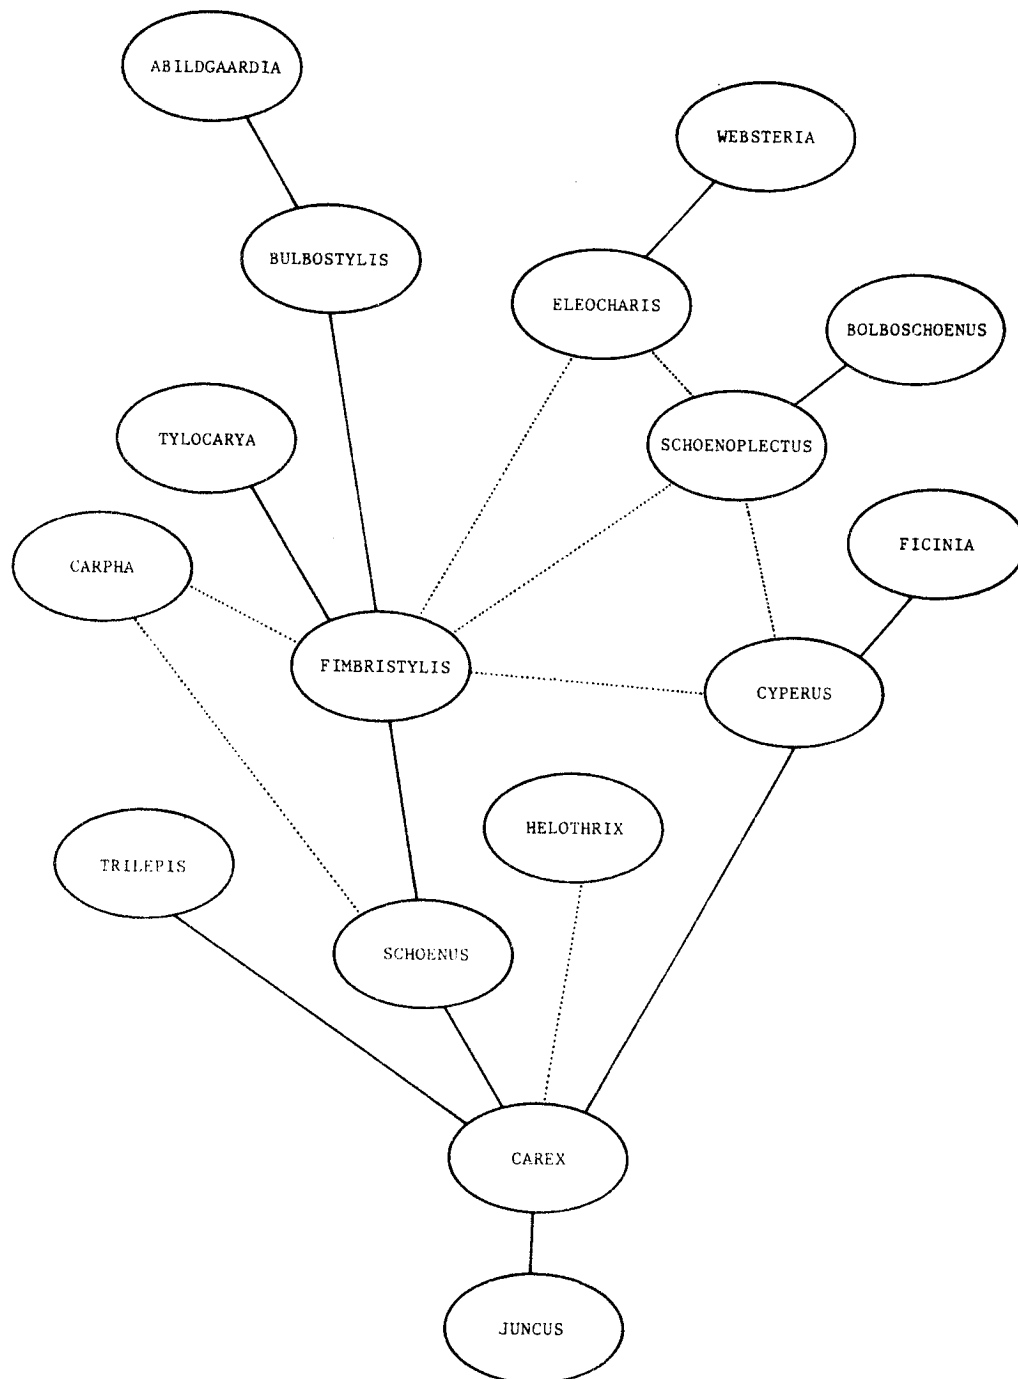 ABILDGAARDIA
WEBSTERIA
BULBOSTYLIS
ELEOCHARIS
BOLBOSCHOENUS
TYLOCARYA
SCHOENOPLECTUS
CARPHA
FICINIA
FIMBRISTYLIS
CYPERUS
HELOTHRIX
TRILEPIS
SCHOENUS
CAREX
JUNCUS